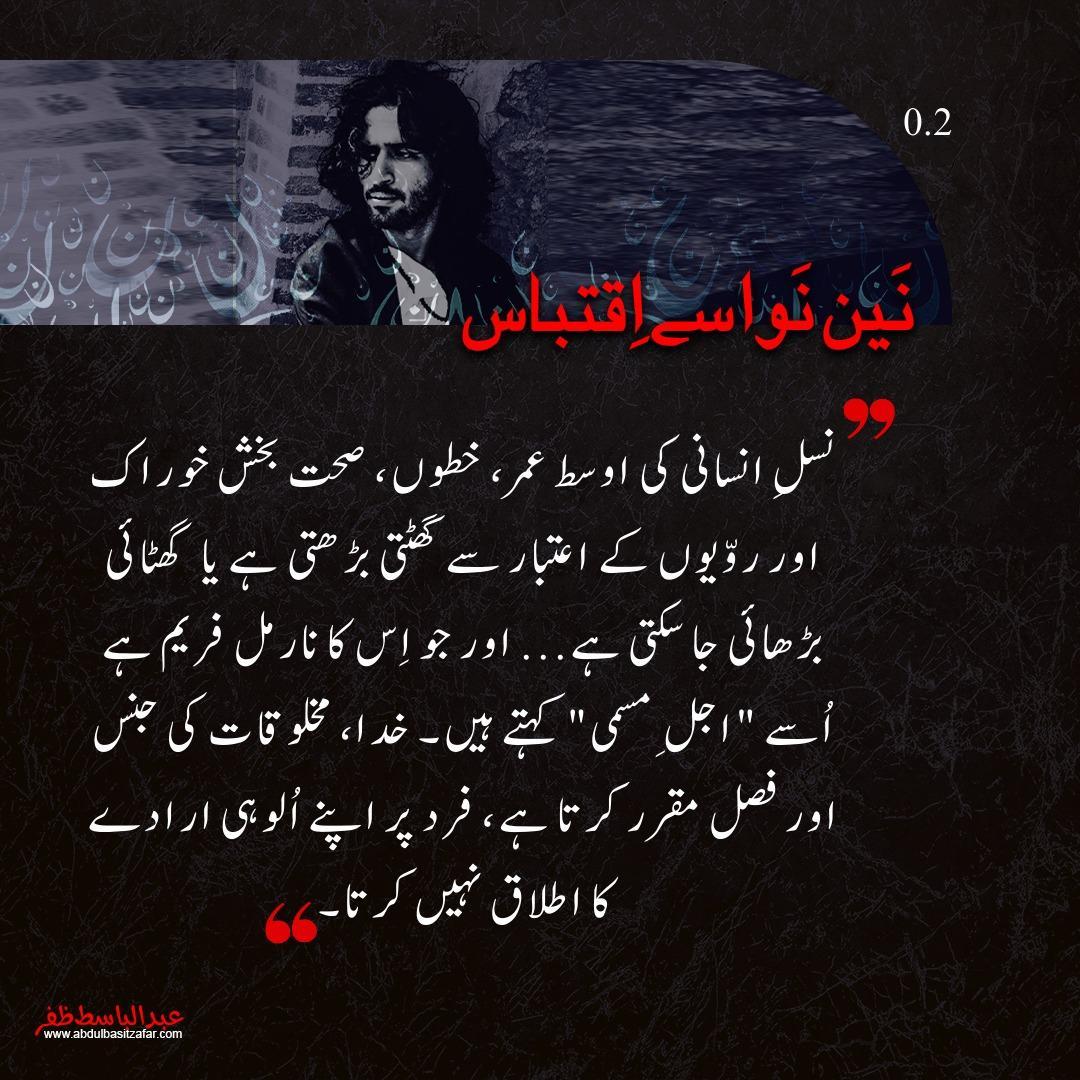 0.2
نَین نَوا سے اِقتباس
نسلِ انسانی کی اوسط عمر، خطوں، صحت بخش خوراک
اور روّیوں کے اعتبار سے گھٹتی بڑھتی ہے یا گھٹائی
بڑھائی جا سکتی ہے... اور جو اِس کا نارمل فریم ہے
اُسے "اجلِ مسمی" کہتے ہیں۔ خدا، مخلوقات کی جنس
اور فصل مقرر کرتا ہے، فرد پر اپنے اُلوہی ارادے
کا اطلاق نہیں کرتا۔
عبدالباسط ظفر
www.abdulbasitzafar.com